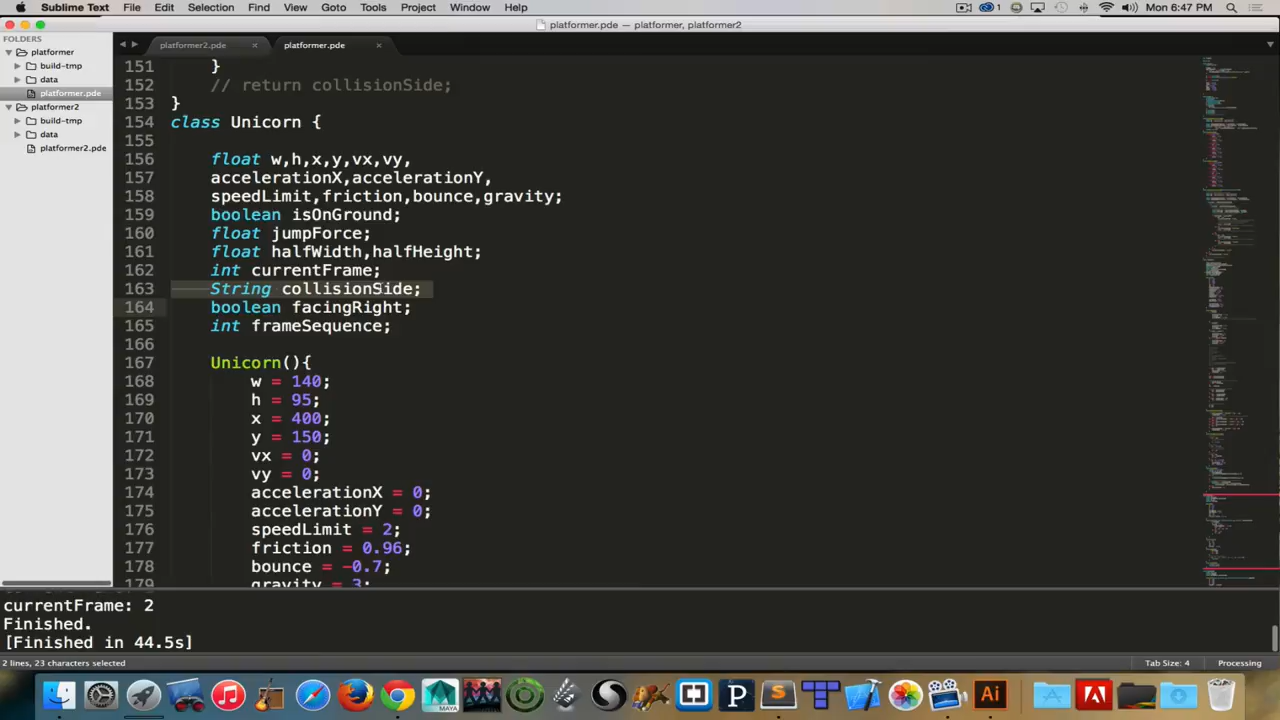 Sublime Text File Edit Selection Find View Goto Tools Project Window Help 1 Mon 6:47 PM
platformer.pde — platformer, platformer2
FOLDERS
platformer
build-tmp
data
platformer.pde
platformer2
build-tmp
data
platformer2.pde
platformer2.pde × platformer.pde ×
151 }
152 // return collisionSide;
153 }
154 class Unicorn {
155
156 float w,h,x,y,vx,vy,
157 accelerationX,accelerationY,
158 speedLimit,friction,bounce,gravity;
159 boolean isOnGround;
160 float jumpForce;
161 float halfWidth,halfHeight;
162 int currentFrame;
163 String collisionSide;
164 boolean facingRight;
165 int frameSequence;
166
167 Unicorn(){
168 w = 140;
169 h = 95;
170 x = 400;
171 y = 150;
172 vx = 0;
173 vy = 0;
174 accelerationX = 0;
175 accelerationY = 0;
176 speedLimit = 2;
177 friction = 0.96;
178 bounce = -0.7;
179 gravity = 3;
currentFrame: 2
Finished.
[Finished in 44.5s]
2 lines, 23 characters selected
Tab Size: 4 Processing
MAYA
P
S
Ai